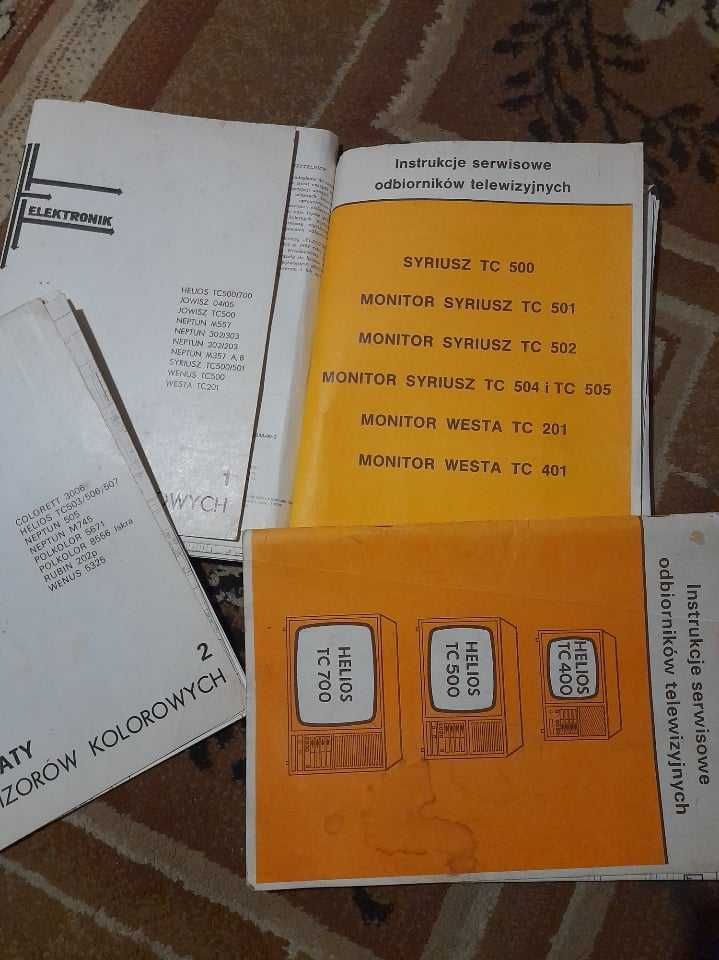 ELEKTRONIK
HELIOS TC500/700
JOWISZ 04/05
JOWISZ TC500
NEPTUN M557
NEPTUN 302/303
NEPTUN 202/203
NEPTUN M357 A, B
SYRIUSZ TC500/501
WENUS TC500
WESTA TC201
1
OWYCH
Instrukcje serwisowe
odbiorników telewizyjnych
SYRIUSZ TC 500
MONITOR SYRIUSZ TC 501
MONITOR SYRIUSZ TC 502
MONITOR SYRIUSZ TC 504 i TC 505
MONITOR WESTA TC 201
MONITOR WESTA TC 401
COLORETT 3006
HELIOS TC503/506/507
NEPTUN 505
NEPTUN M745
POLKOLOR 5671
POLKOLOR 8556 Jskra
RUBIN 202p
WENUS 5325
2
ATY
IZORÓW KOLOROWYCH
Instrukcje serwisowe
odbiorników telewizyjnych
HELIOS
TC 400
HELIOS
TC 500
HELIOS
TC 700